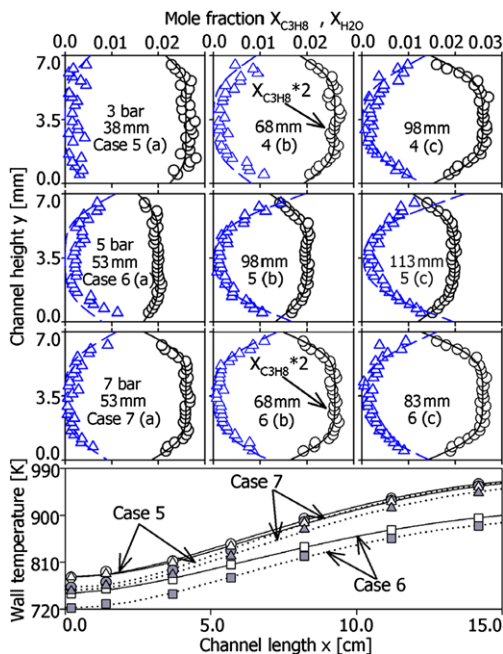 Mole fraction X_C3H8 , X_H2O
0.0 0.01 0.02 0.0 0.01 0.02 0.0 0.01 0.02 0.03
Channel height y [mm]
7.0
3.5
0.0
3 bar
38mm
Case 5 (a)
X_C3H8*2
68mm
4 (b)
98mm
4 (c)
7.0
3.5
0.0
5 bar
53mm
Case 6 (a)
98mm
5 (b)
113mm
5 (c)
7.0
3.5
0.0
7 bar
53mm
Case 7 (a)
X_C3H8*2
68mm
6 (b)
83mm
6 (c)
Wall temperature [K]
990
900
810
720
Case 5
Case 7
Case 6
0.0 5.0 10.0 15.0
Channel length x [cm]